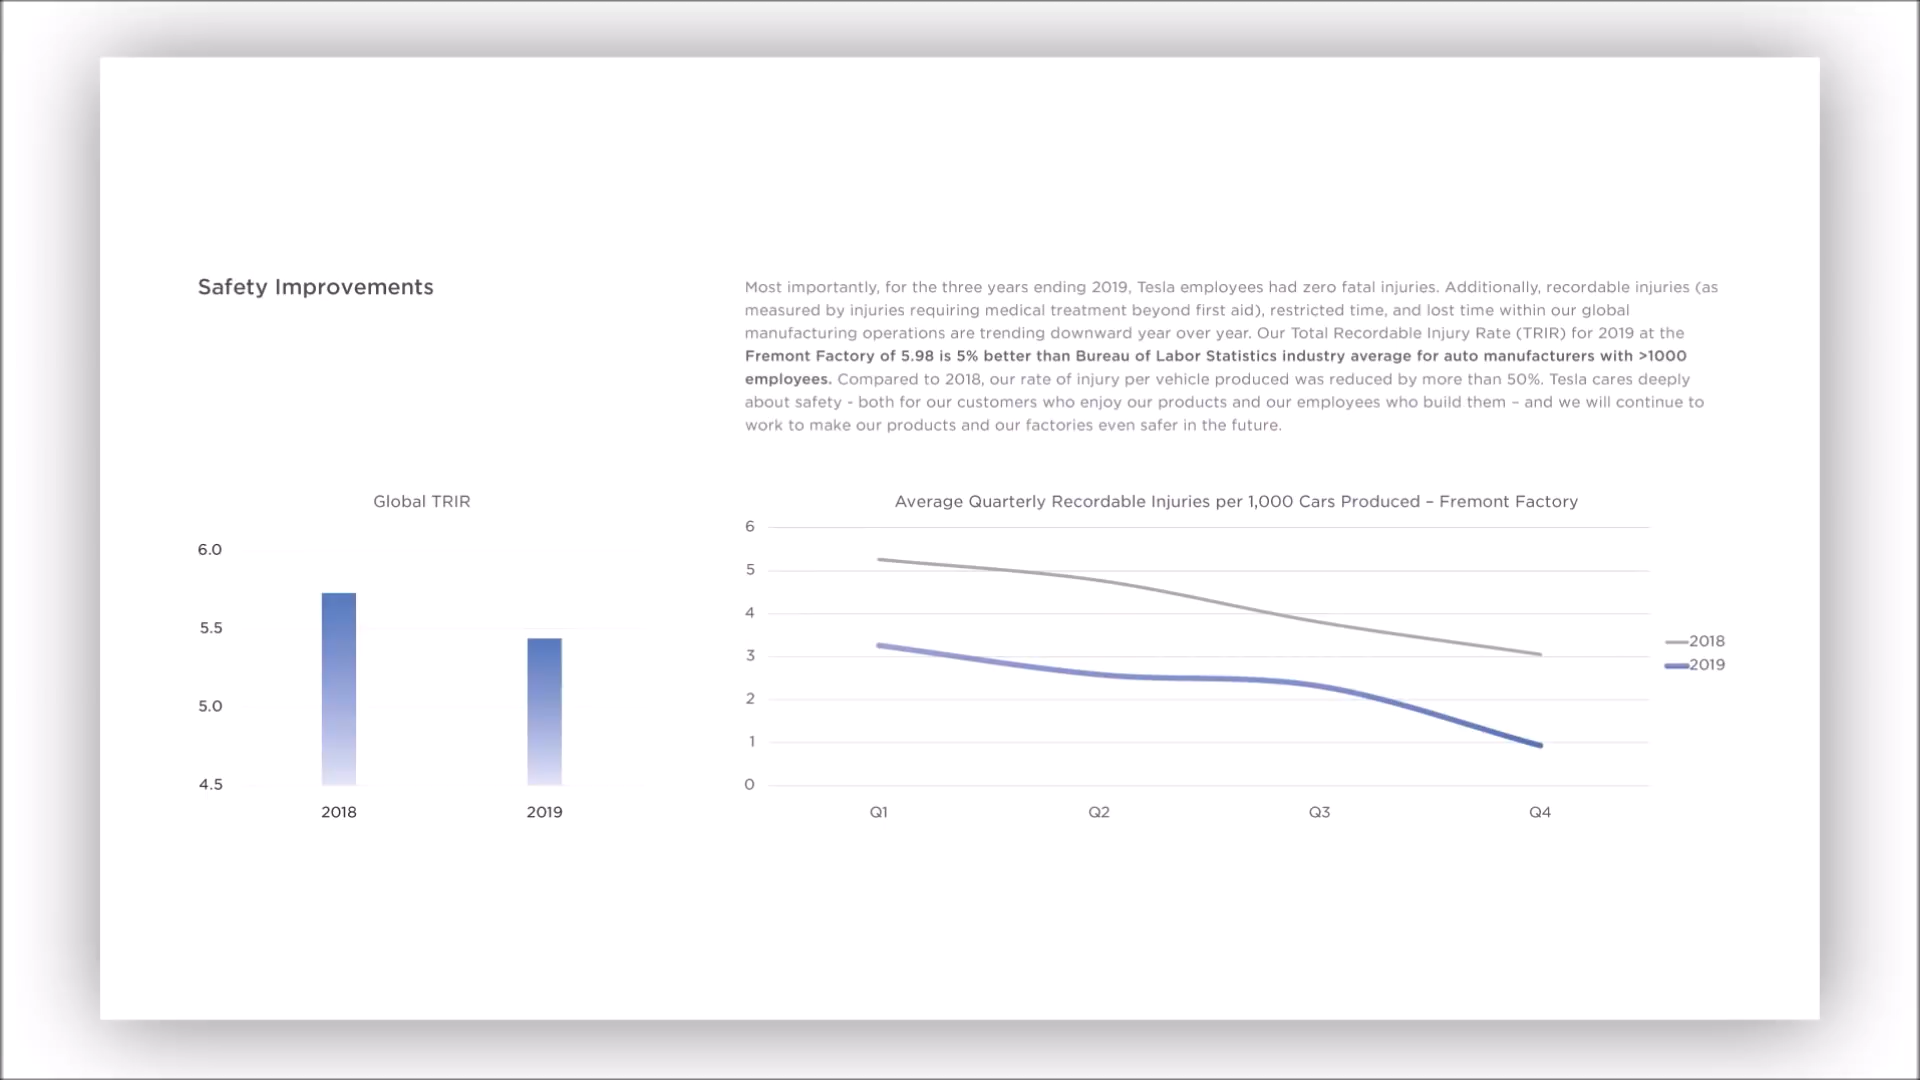 Safety Improvements
Most importantly, for the three years ending 2019, Tesla employees had zero fatal injuries. Additionally, recordable injuries (as
measured by injuries requiring medical treatment beyond first aid), restricted time, and lost time within our global
manufacturing operations are trending downward year over year. Our Total Recordable Injury Rate (TRIR) for 2019 at the
Fremont Factory of 5.98 is 5% better than Bureau of Labor Statistics industry average for auto manufacturers with >1000
employees. Compared to 2018, our rate of injury per vehicle produced was reduced by more than 50%. Tesla cares deeply
about safety - both for our customers who enjoy our products and our employees who build them – and we will continue to
work to make our products and our factories even safer in the future.
Global TRIR
6.0
5.5
5.0
4.5
2018 2019
Average Quarterly Recordable Injuries per 1,000 Cars Produced – Fremont Factory
6
5
4
3
2
1
0
Q1 Q2 Q3 Q4
2018
2019